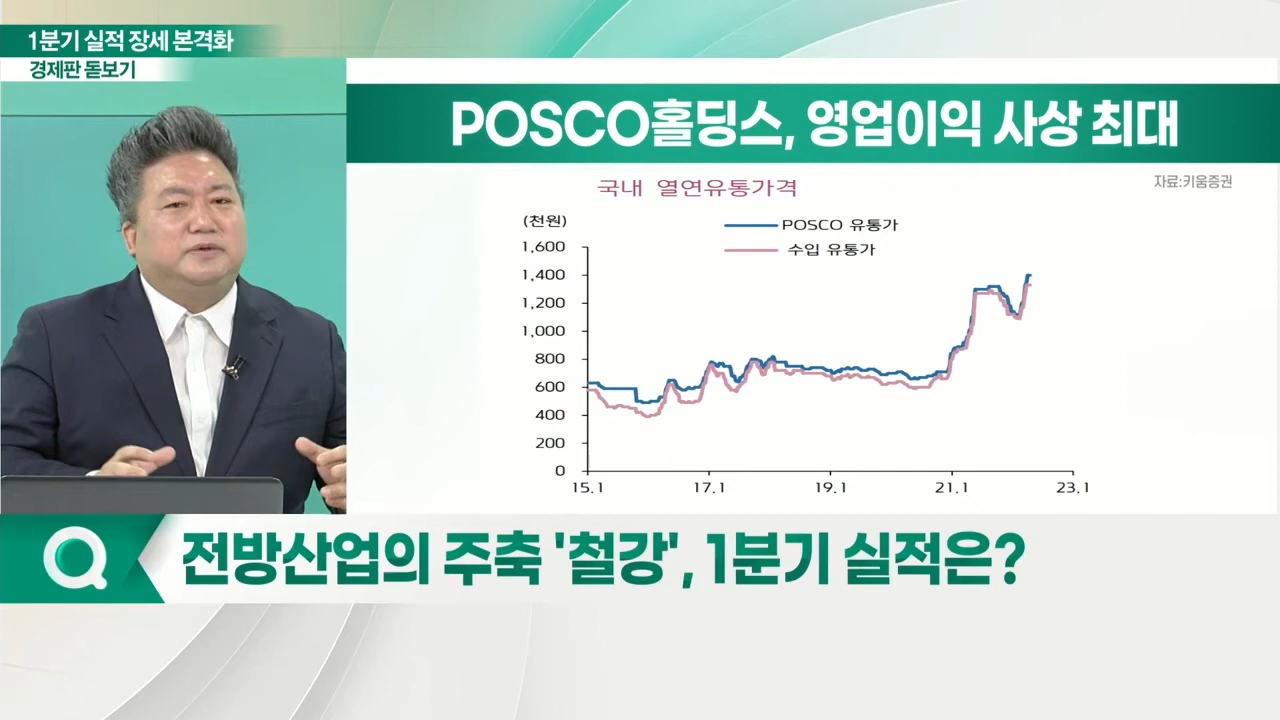 1분기 실적 장세 본격화
경제판 돋보기
POSCO홀딩스, 영업이익 사상 최대
국내 열연유통가격
자료:키움증권
(천원)
POSCO 유통가
수입 유통가
1,600
1,400
1,200
1,000
800
600
400
200
0
15.1 17.1 19.1 21.1 23.1
Q 전방산업의 주축 '철강', 1분기 실적은?